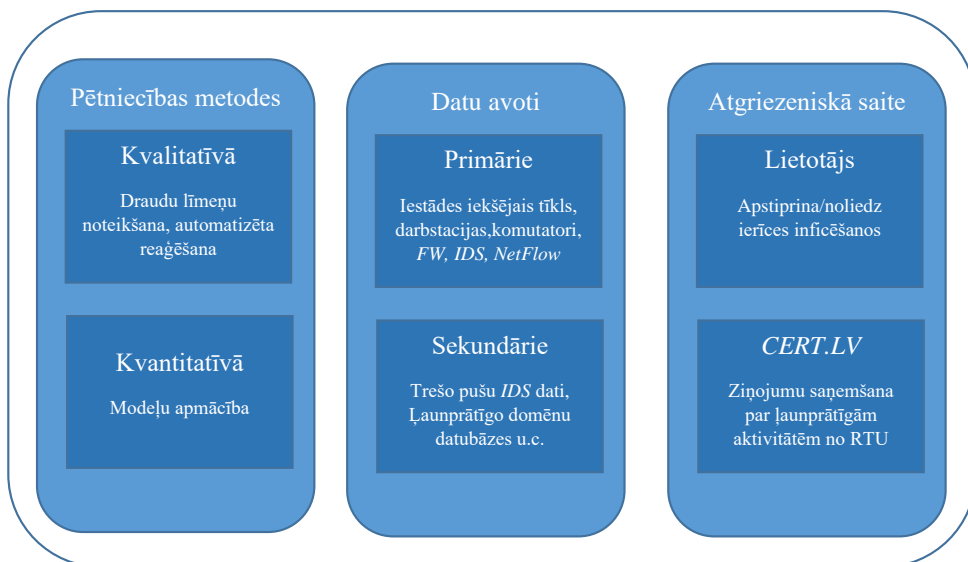 Pētniecības metodes
Kvalitatīvā
Draudu līmeņu
noteikšana, automatizēta
reaģēšana
Kvantitatīvā
Modeļu apmācība
Datu avoti
Primārie
Iestādes iekšējais tīkls,
darbstacijas,komutatori,
FW, IDS, NetFlow
Sekundārie
Trešo pušu IDS dati,
Ļaunprātīgo domēnu
datubāzes u.c.
Atgriezeniskā saite
Lietotājs
Apstiprina/noliedz
ierīces inficēšanos
CERT.LV
Ziņojumu saņemšana
par ļaunprātīgām
aktivitātēm no RTU